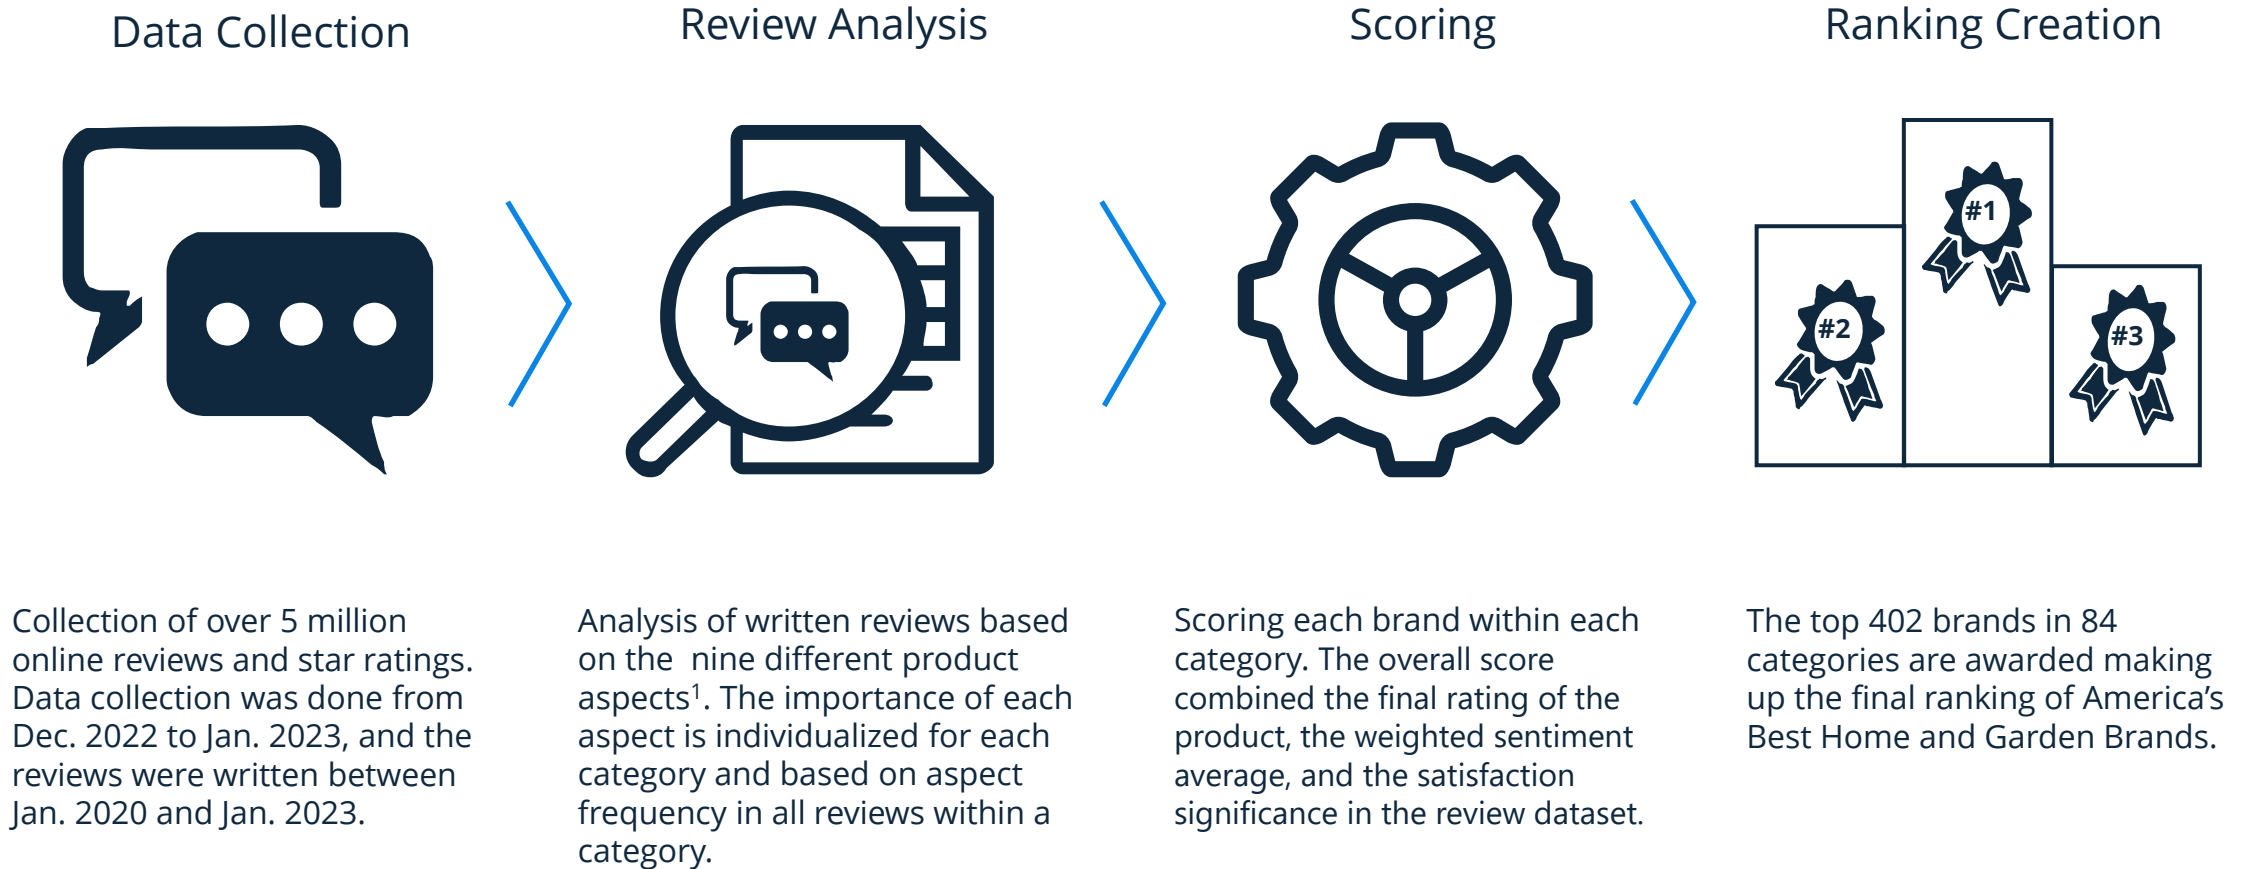 Data Collection
Review Analysis
Scoring
Ranking Creation
#1
#2
#3
Collection of over 5 million
online reviews and star ratings.
Data collection was done from
Dec. 2022 to Jan. 2023, and the
reviews were written between
Jan. 2020 and Jan. 2023.
Analysis of written reviews based
on the  nine different product
aspects¹. The importance of each
aspect is individualized for each
category and based on aspect
frequency in all reviews within a
category.
Scoring each brand within each
category. The overall score
combined the final rating of the
product, the weighted sentiment
average, and the satisfaction
significance in the review dataset.
The top 402 brands in 84
categories are awarded making
up the final ranking of America’s
Best Home and Garden Brands.